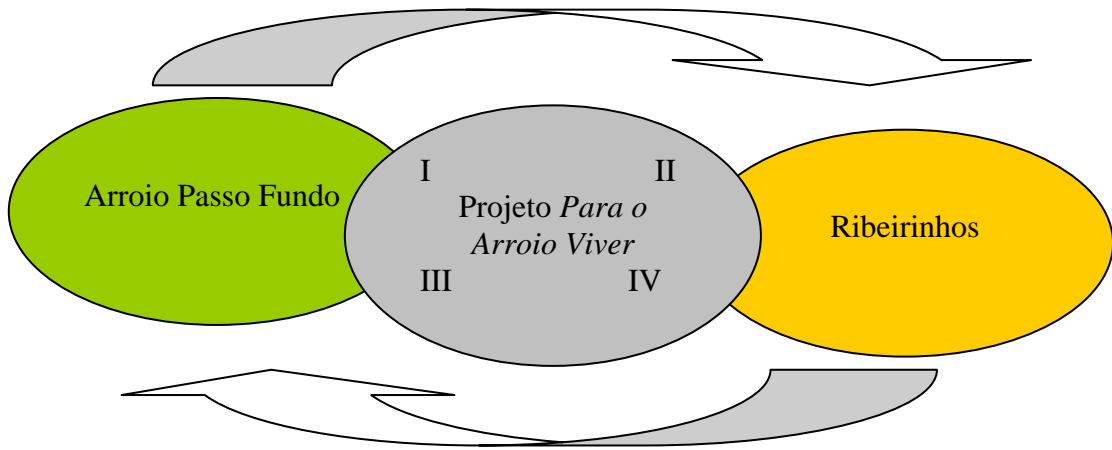 Arroio Passo Fundo
I II
Projeto Para o
Arroio Viver
III IV
Ribeirinhos